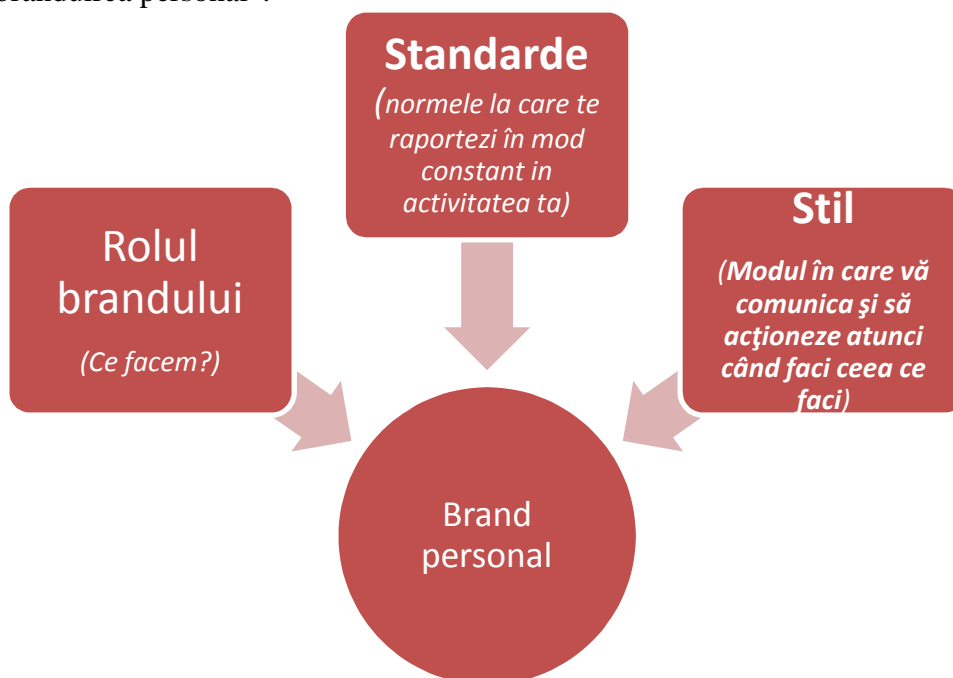 personal".
Standarde
(normele la care te
raportezi în mod
constant in
activitatea ta)
Rolul
brandului
(Ce facem?)
Stil
(Modul în care vă
comunica şi să
acţioneze atunci
când faci ceea ce
faci)
Brand
personal